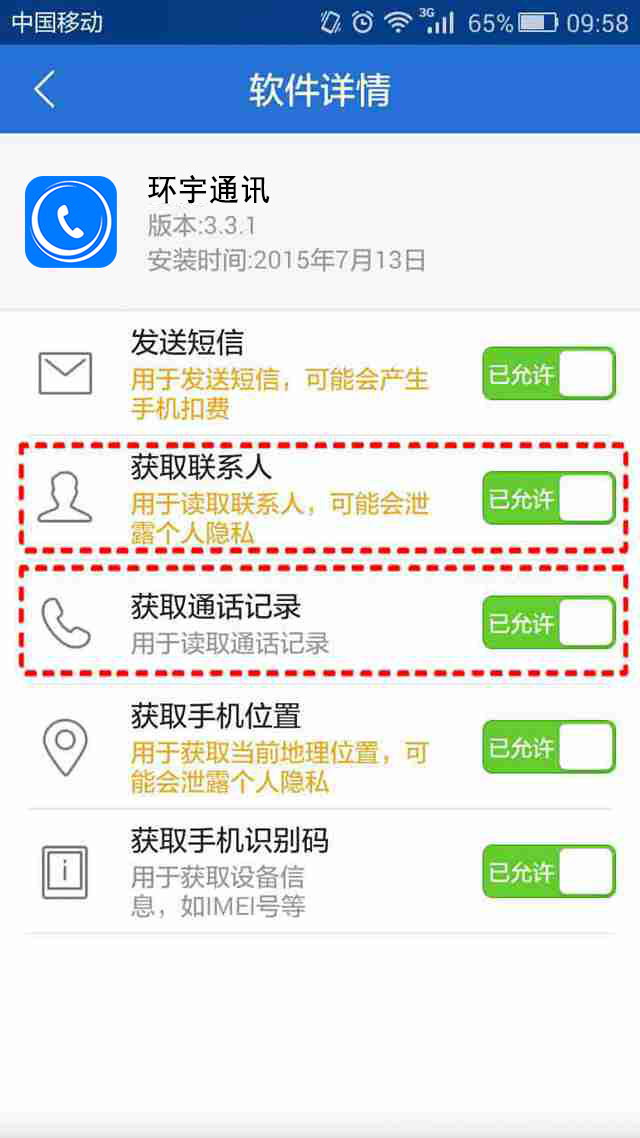 中国移动 3G 65% 09:58
软件详情
环宇通讯
版本:3.3.1
安装时间:2015年7月13日
发送短信
用于发送短信，可能会产生
手机扣费
已允许
获取联系人
用于读取联系人，可能会泄
露个人隐私
已允许
获取通话记录
用于读取通话记录
已允许
获取手机位置
用于获取当前地理位置，可
能会泄露个人隐私
已允许
获取手机识别码
用于获取设备信
息，如IMEI号等
已允许